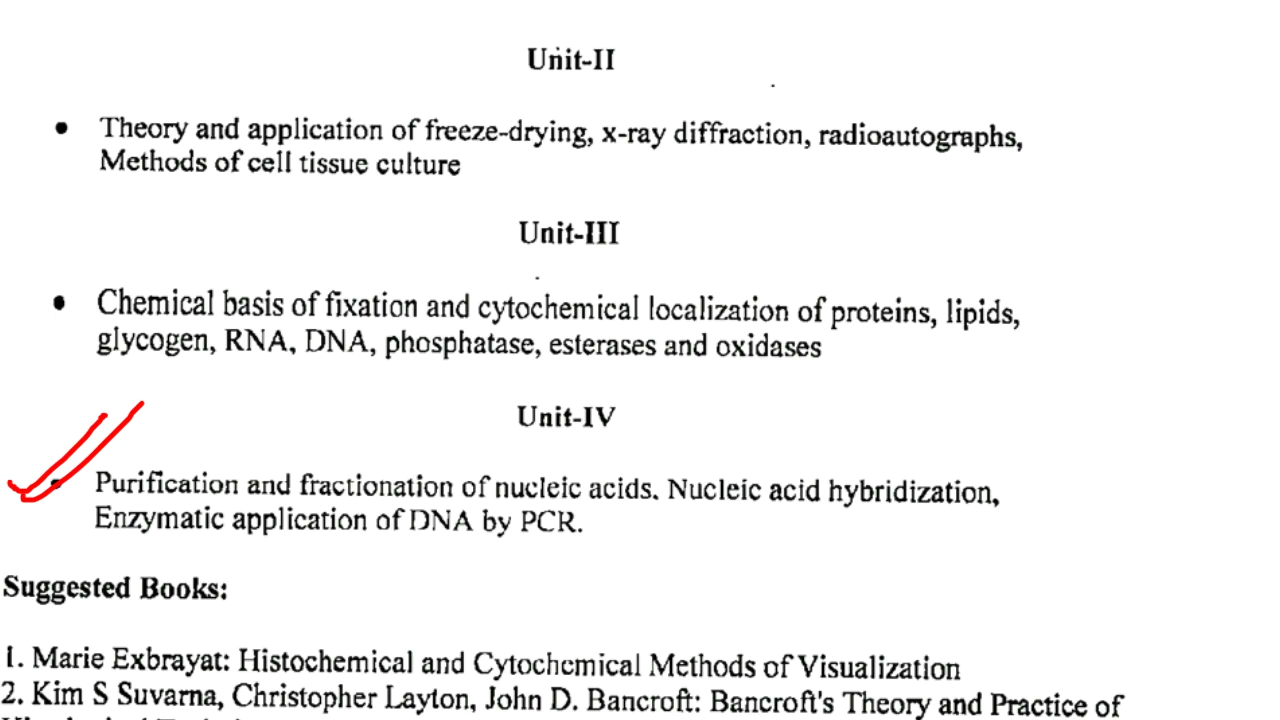 Unit-II
• Theory and application of freeze-drying, x-ray diffraction, radioautographs,
Methods of cell tissue culture
Unit-III
• Chemical basis of fixation and cytochemical localization of proteins, lipids,
glycogen, RNA, DNA, phosphatase, esterases and oxidases
Unit-IV
• Purification and fractionation of nucleic acids. Nucleic acid hybridization,
Enzymatic application of DNA by PCR.
Suggested Books:
1. Marie Exbrayat: Histochemical and Cytochemical Methods of Visualization
2. Kim S Suvarna, Christopher Layton, John D. Bancroft: Bancroft's Theory and Practice of